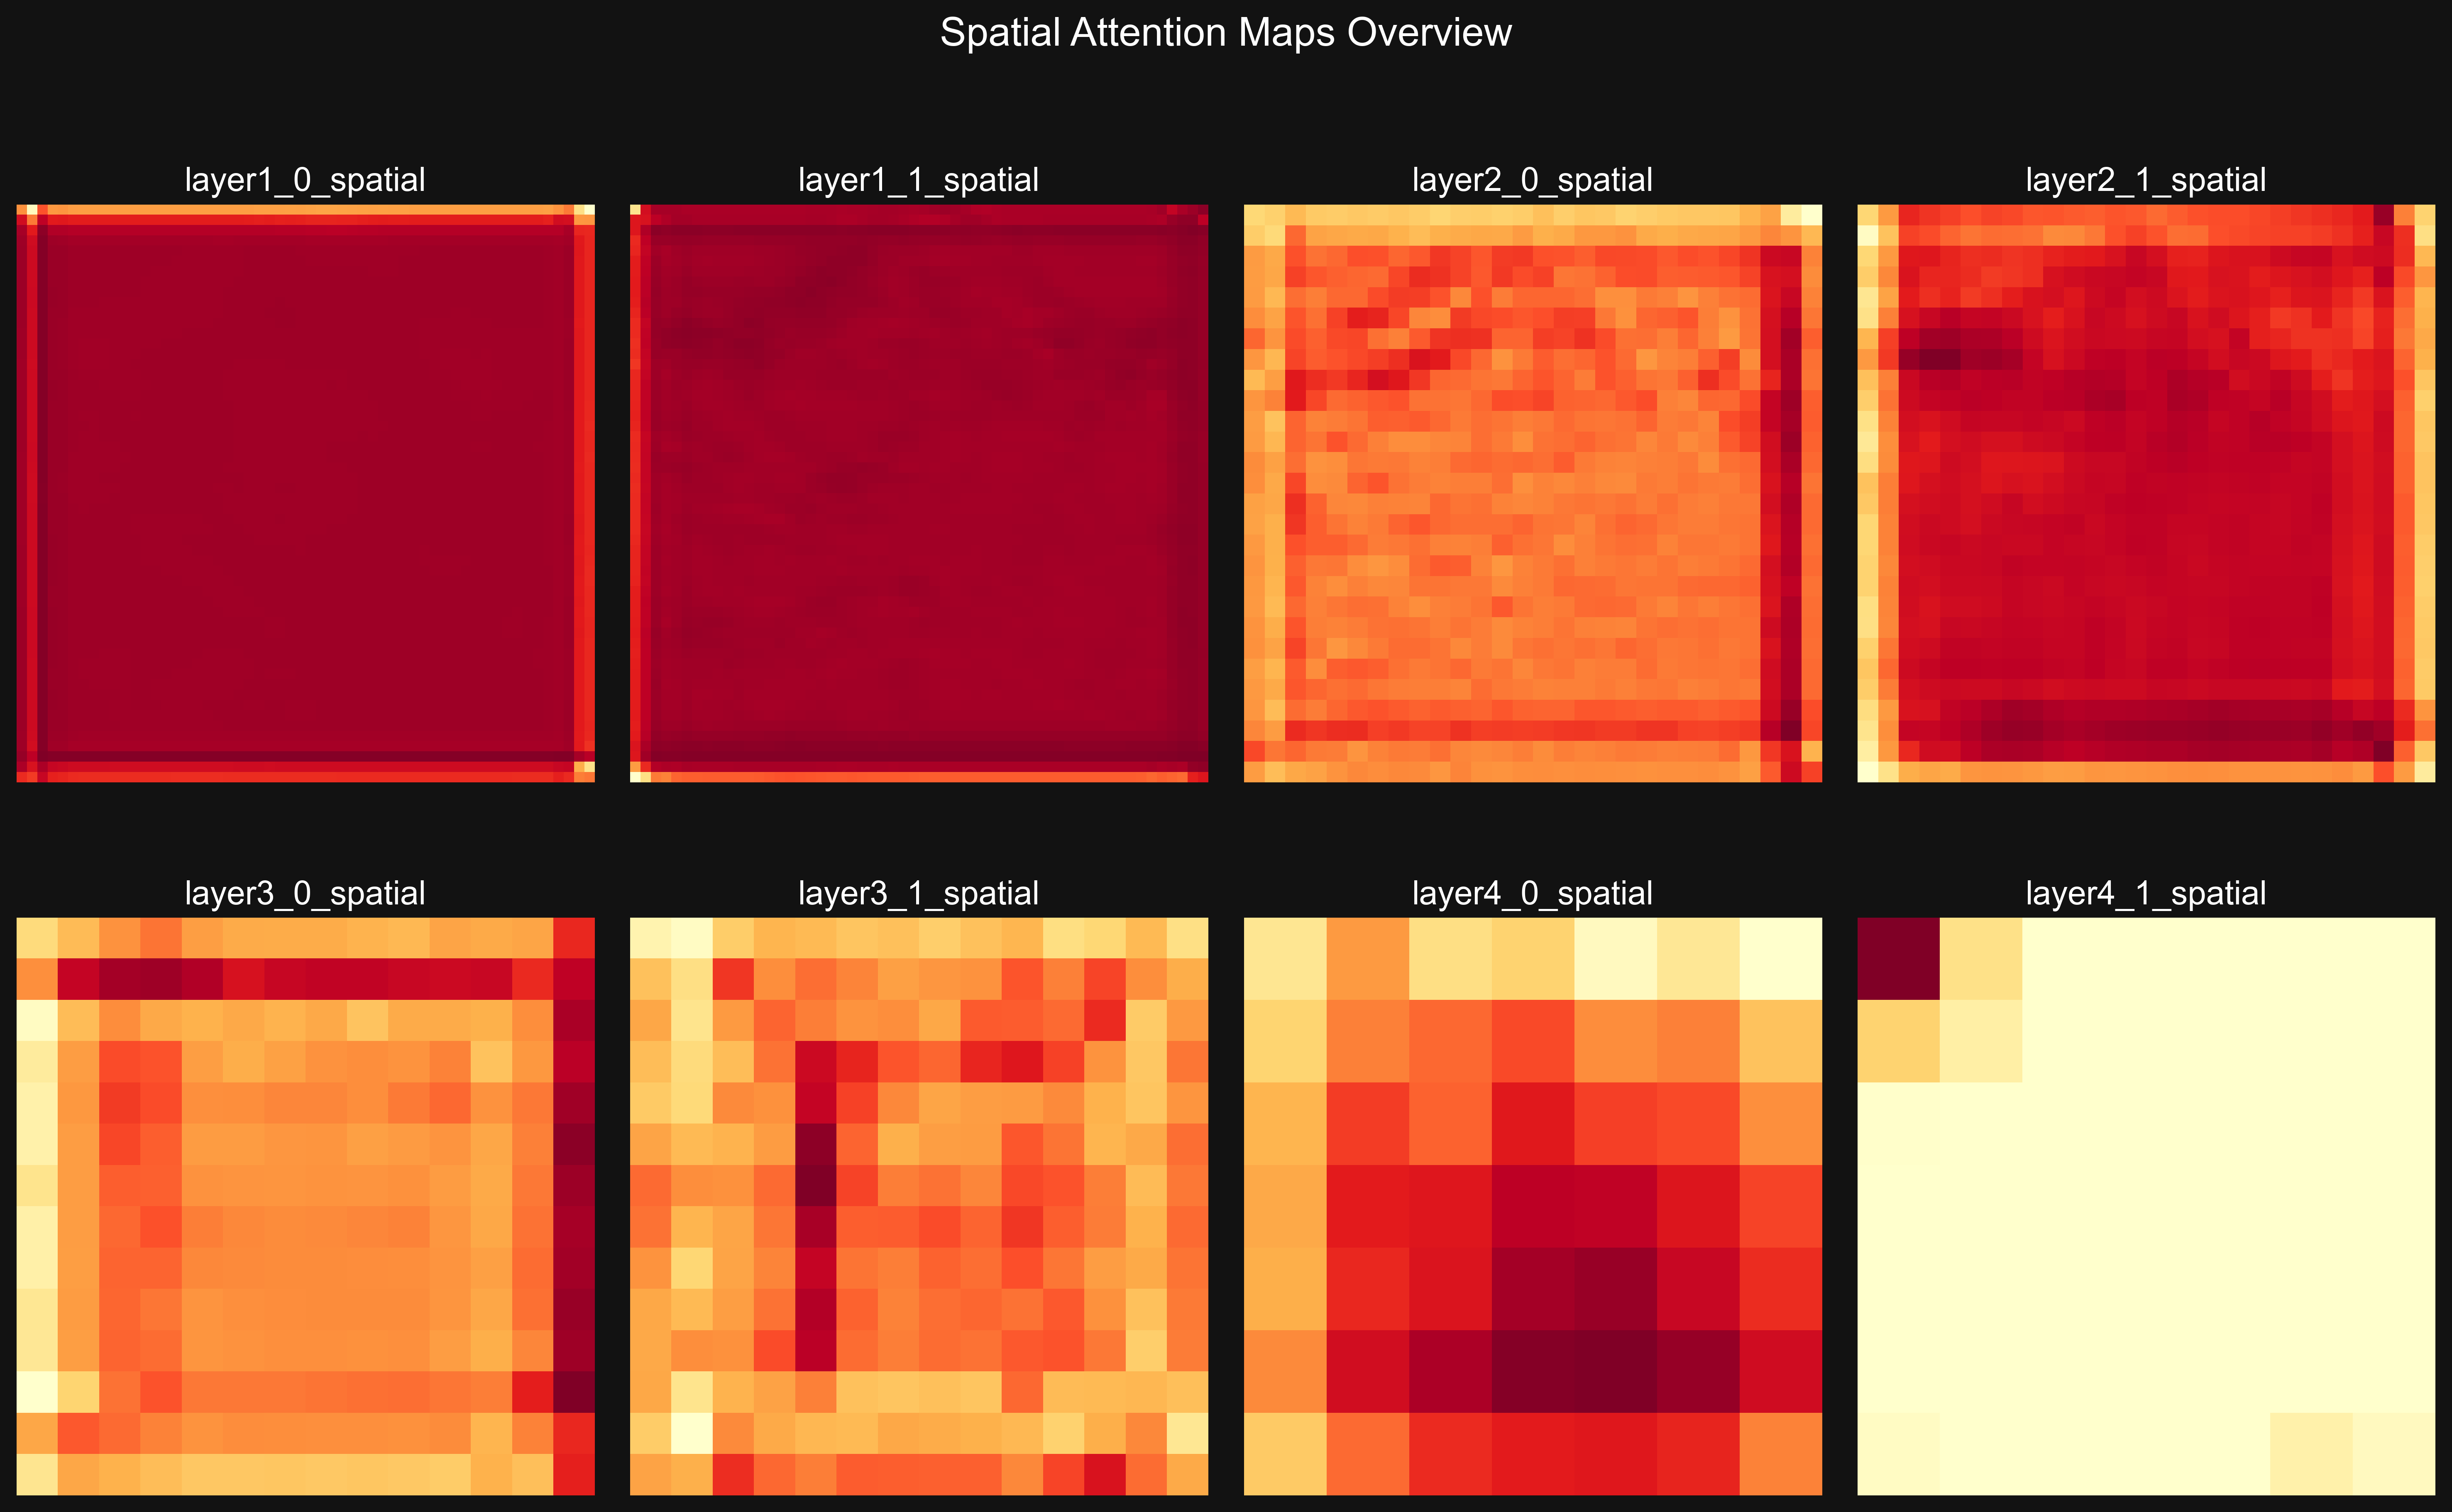 Spatial Attention Maps Overview
layer1_0_spatial
layer1_1_spatial
layer2_0_spatial
layer2_1_spatial
layer3_0_spatial
layer3_1_spatial
layer4_0_spatial
layer4_1_spatial